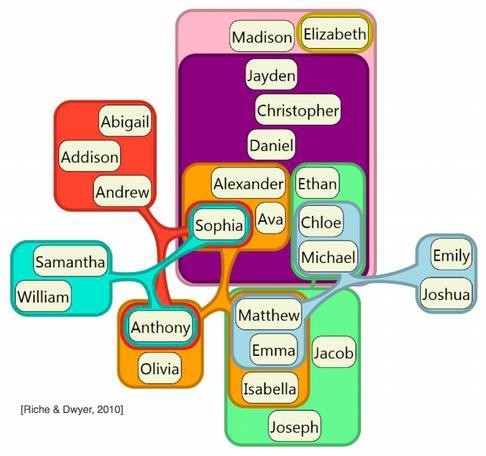 Madison
Elizabeth
Jayden
Christopher
Daniel
Abigail
Addison
Andrew
Alexander
Ethan
Sophia
Ava
Chloe
Michael
Samantha
William
Emily
Joshua
Anthony
Olivia
Matthew
Emma
Jacob
Isabella
Joseph
[Riche & Dwyer, 2010]